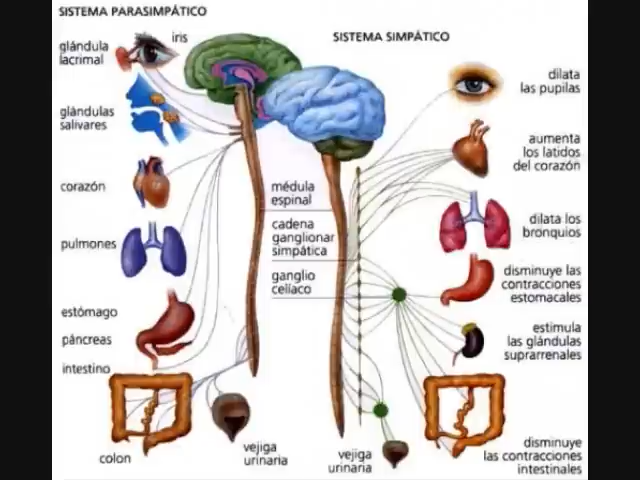 SISTEMA PARASIMPÁTICO
glándula
lacrimal
iris
glándulas
salivares
corazón
pulmones
estómago
páncreas
intestino
colon
vejiga
urinaria
médula
espinal
cadena
ganglionar
simpática
ganglio
celíaco
SISTEMA SIMPÁTICO
dilata
las pupilas
aumenta
los latidos
del corazón
dilata los
bronquios
disminuye las
contracciones
estomacales
estimula
las glándulas
suprarrenales
disminuye
las contracciones
intestinales
vejiga
urinaria